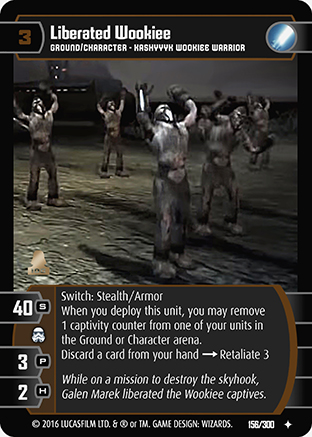 3
Liberated Wookiee
GROUND/CHARACTER - KASHYYYK WOOKIEE WARRIOR
Switch: Stealth/Armor
40 S
When you deploy this unit, you may remove
1 captivity counter from one of your units in
the Ground or Character arena.
3 P
Discard a card from your hand → Retaliate 3
2 H
While on a mission to destroy the skyhook,
Galen Marek liberated the Wookiee captives.
© 2016 LUCASFILM LTD. & ® or TM. GAME DESIGN: WIZARDS. 156/300